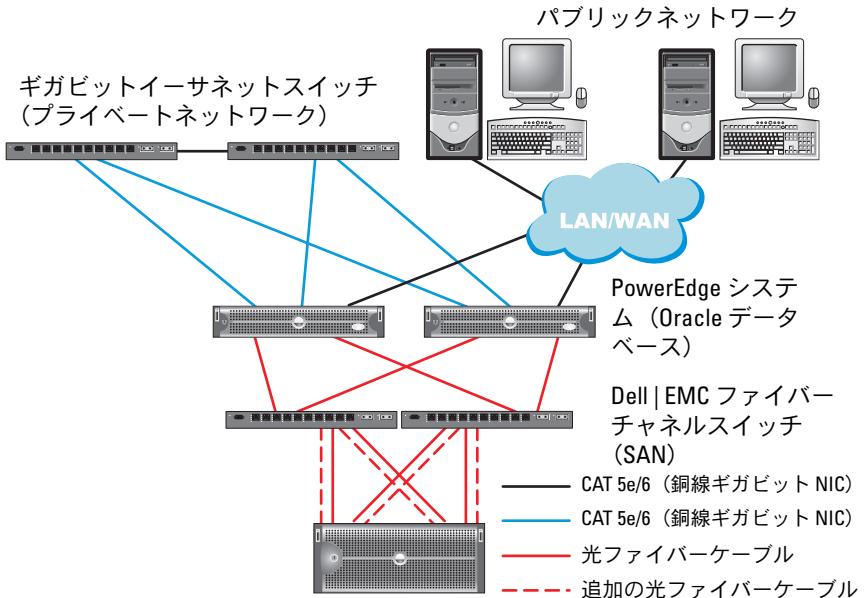 パブリックネットワーク
ギガビットイーサネットスイッチ
（プライベートネットワーク）
LAN/WAN
PowerEdge システ
ム（Oracle データ
ベース）
Dell | EMC ファイバー
チャネルスイッチ
（SAN）
CAT 5e/6（銅線ギガビット NIC）
CAT 5e/6（銅線ギガビット NIC）
光ファイバーケーブル
追加の光ファイバーケーブル